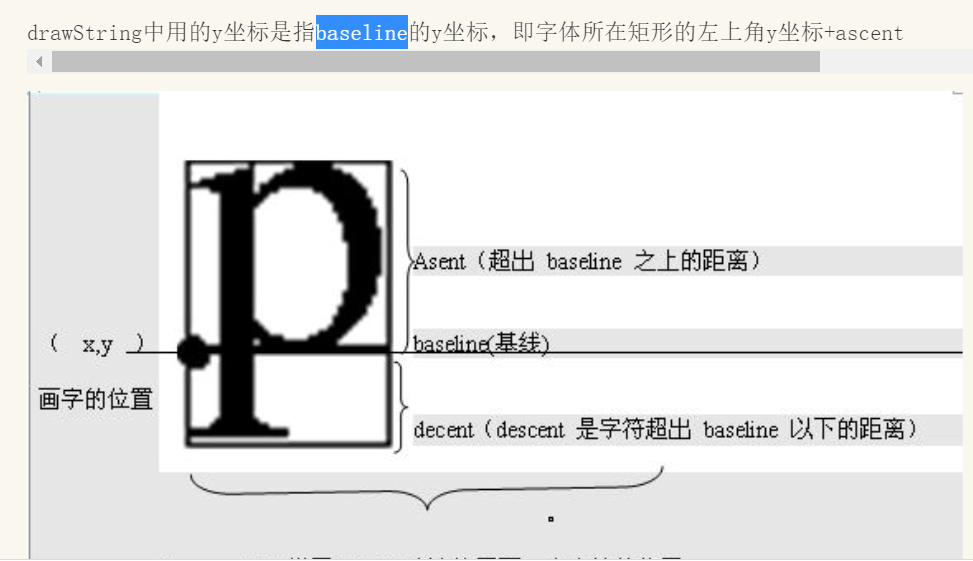 drawString中用的y坐标是指baseline的y坐标，即字体所在矩形的左上角y坐标+ascent
Asent（超出 baseline 之上的距离）
（ x,y ）
baseline(基线)
画字的位置
decent（descent 是字符超出 baseline 以下的距离）